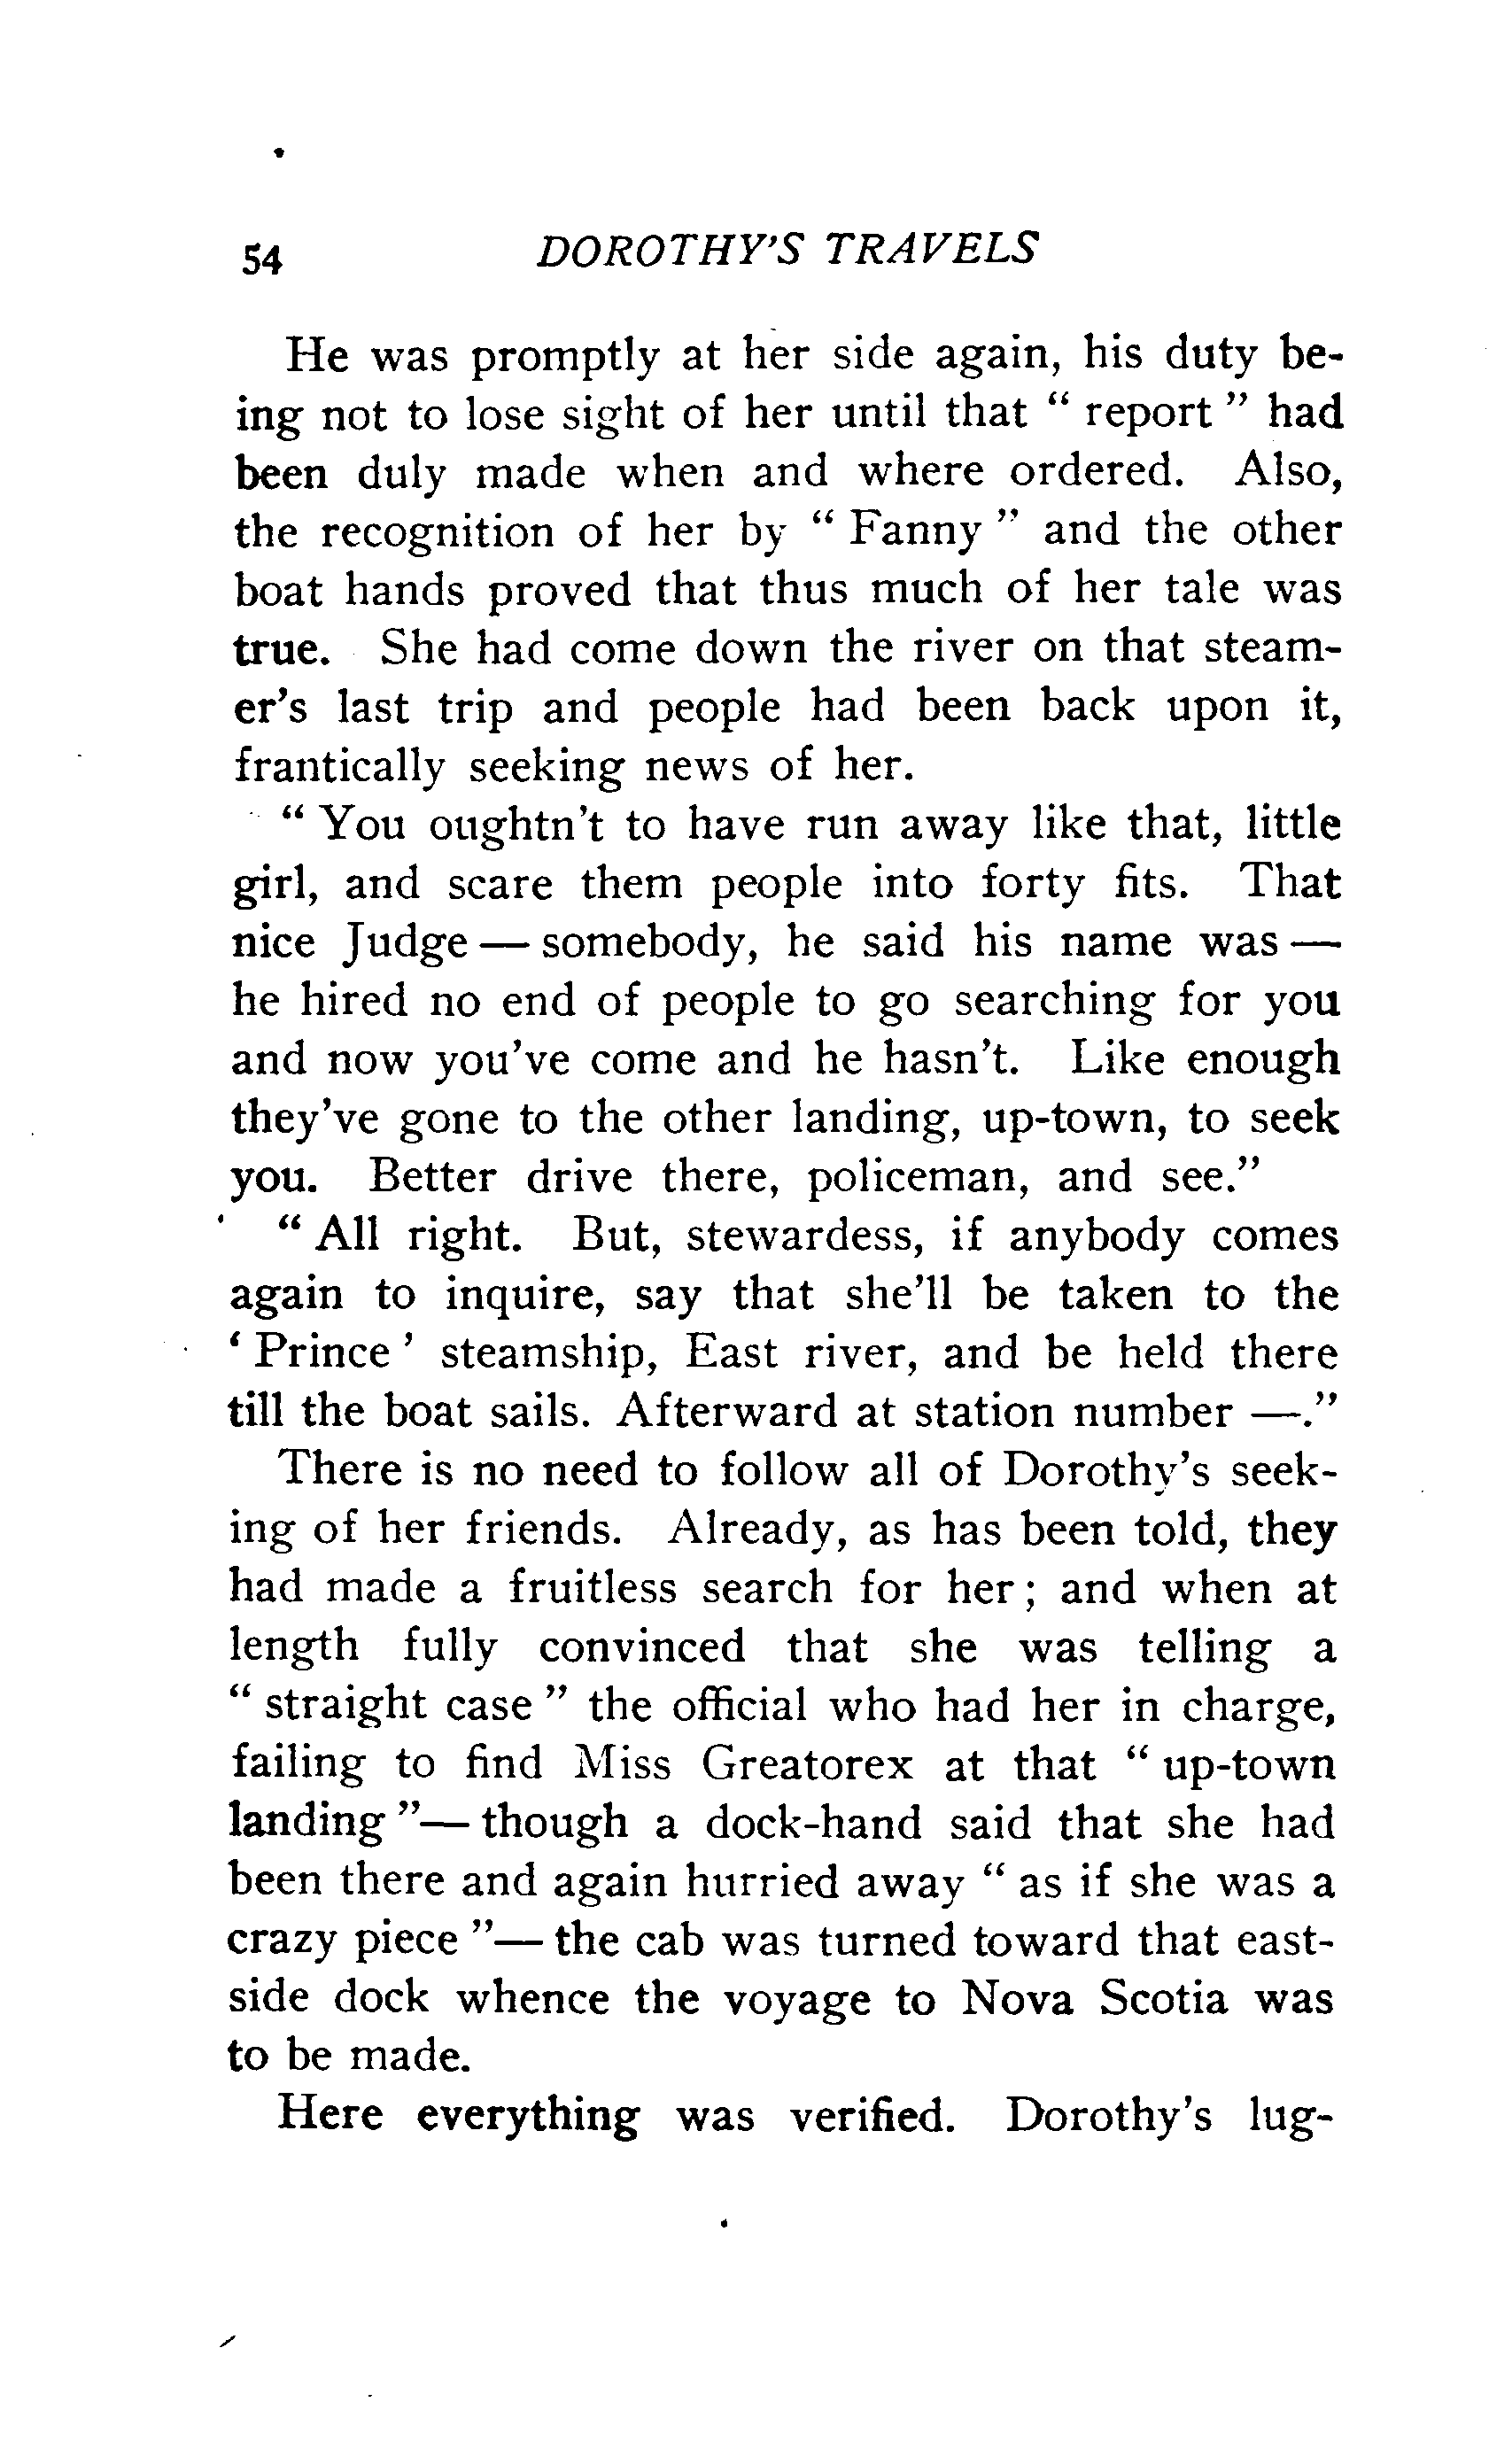 54 DOROTHY'S TRAVELS
He was promptly at her side again, his duty be-
ing not to lose sight of her until that " report " had
been duly made when and where ordered. Also,
the recognition of her by " Fanny " and the other
boat hands proved that thus much of her tale was
true. She had come down the river on that steam-
er's last trip and people had been back upon it,
frantically seeking news of her.
" You oughtn't to have run away like that, little
girl, and scare them people into forty fits. That
nice Judge — somebody, he said his name was —
he hired no end of people to go searching for you
and now you've come and he hasn't. Like enough
they've gone to the other landing, up-town, to seek
you. Better drive there, policeman, and see."
" All right. But, stewardess, if anybody comes
again to inquire, say that she'll be taken to the
' Prince ' steamship, East river, and be held there
till the boat sails. Afterward at station number —."
There is no need to follow all of Dorothy's seek-
ing of her friends. Already, as has been told, they
had made a fruitless search for her ; and when at
length fully convinced that she was telling a
" straight case " the official who had her in charge,
failing to find Miss Greatorex at that " up-town
landing "— though a dock-hand said that she had
been there and again hurried away " as if she was a
crazy piece "— the cab was turned toward that east-
side dock whence the voyage to Nova Scotia was
to be made.
Here everything was verified. Dorothy's lug-